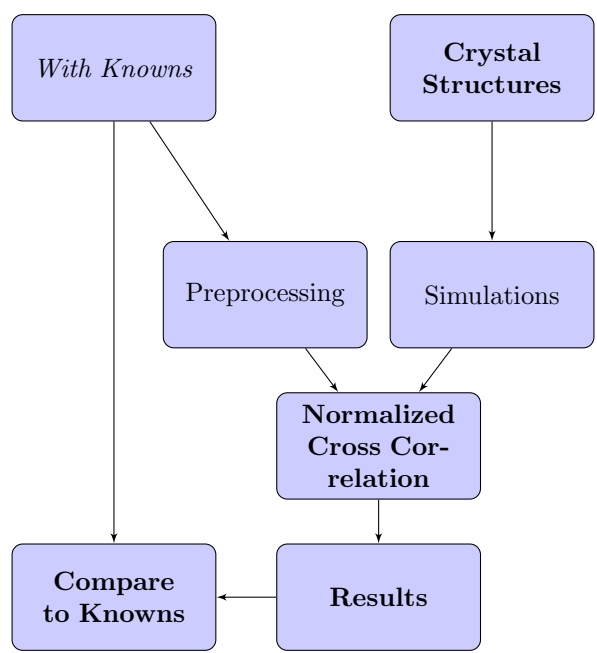 With Knowns
Crystal
Structures
Preprocessing
Simulations
Normalized
Cross Cor-
relation
Compare
to Knowns
Results